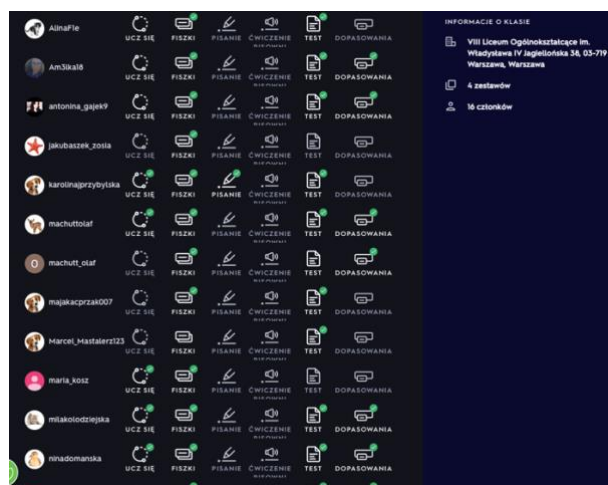 AlinaFie
UCZ SIĘ FISZKI PISANIE ĆWICZENIE TEST DOPASOWANIA
Am3ika18
UCZ SIĘ FISZKI PISANIE ĆWICZENIE TEST DOPASOWANIA
antonina_gajek9
UCZ SIĘ FISZKI PISANIE ĆWICZENIE TEST DOPASOWANIA
jakubaszek_zosia
UCZ SIĘ FISZKI PISANIE ĆWICZENIE TEST DOPASOWANIA
karolinajprzybylska
UCZ SIĘ FISZKI PISANIE ĆWICZENIE TEST DOPASOWANIA
machuttolaf
UCZ SIĘ FISZKI PISANIE ĆWICZENIE TEST DOPASOWANIA
O machutt_olaf
UCZ SIĘ FISZKI PISANIE ĆWICZENIE TEST DOPASOWANIA
majakacprzak007
UCZ SIĘ FISZKI PISANIE ĆWICZENIE TEST DOPASOWANIA
Marcel_Mastalerz123
UCZ SIĘ FISZKI PISANIE ĆWICZENIE TEST DOPASOWANIA
maria_kosz
UCZ SIĘ FISZKI PISANIE ĆWICZENIE TEST DOPASOWANIA
milakolodziejska
UCZ SIĘ FISZKI PISANIE ĆWICZENIE TEST DOPASOWANIA
ninadomanska
UCZ SIĘ FISZKI PISANIE ĆWICZENIE TEST DOPASOWANIA
INFORMACJE O KLASIE
VIII Liceum Ogólnokształcące im.
Władysława IV Jagiellońska 38, 03-719
Warszawa, Warszawa
4 zestawów
16 członków